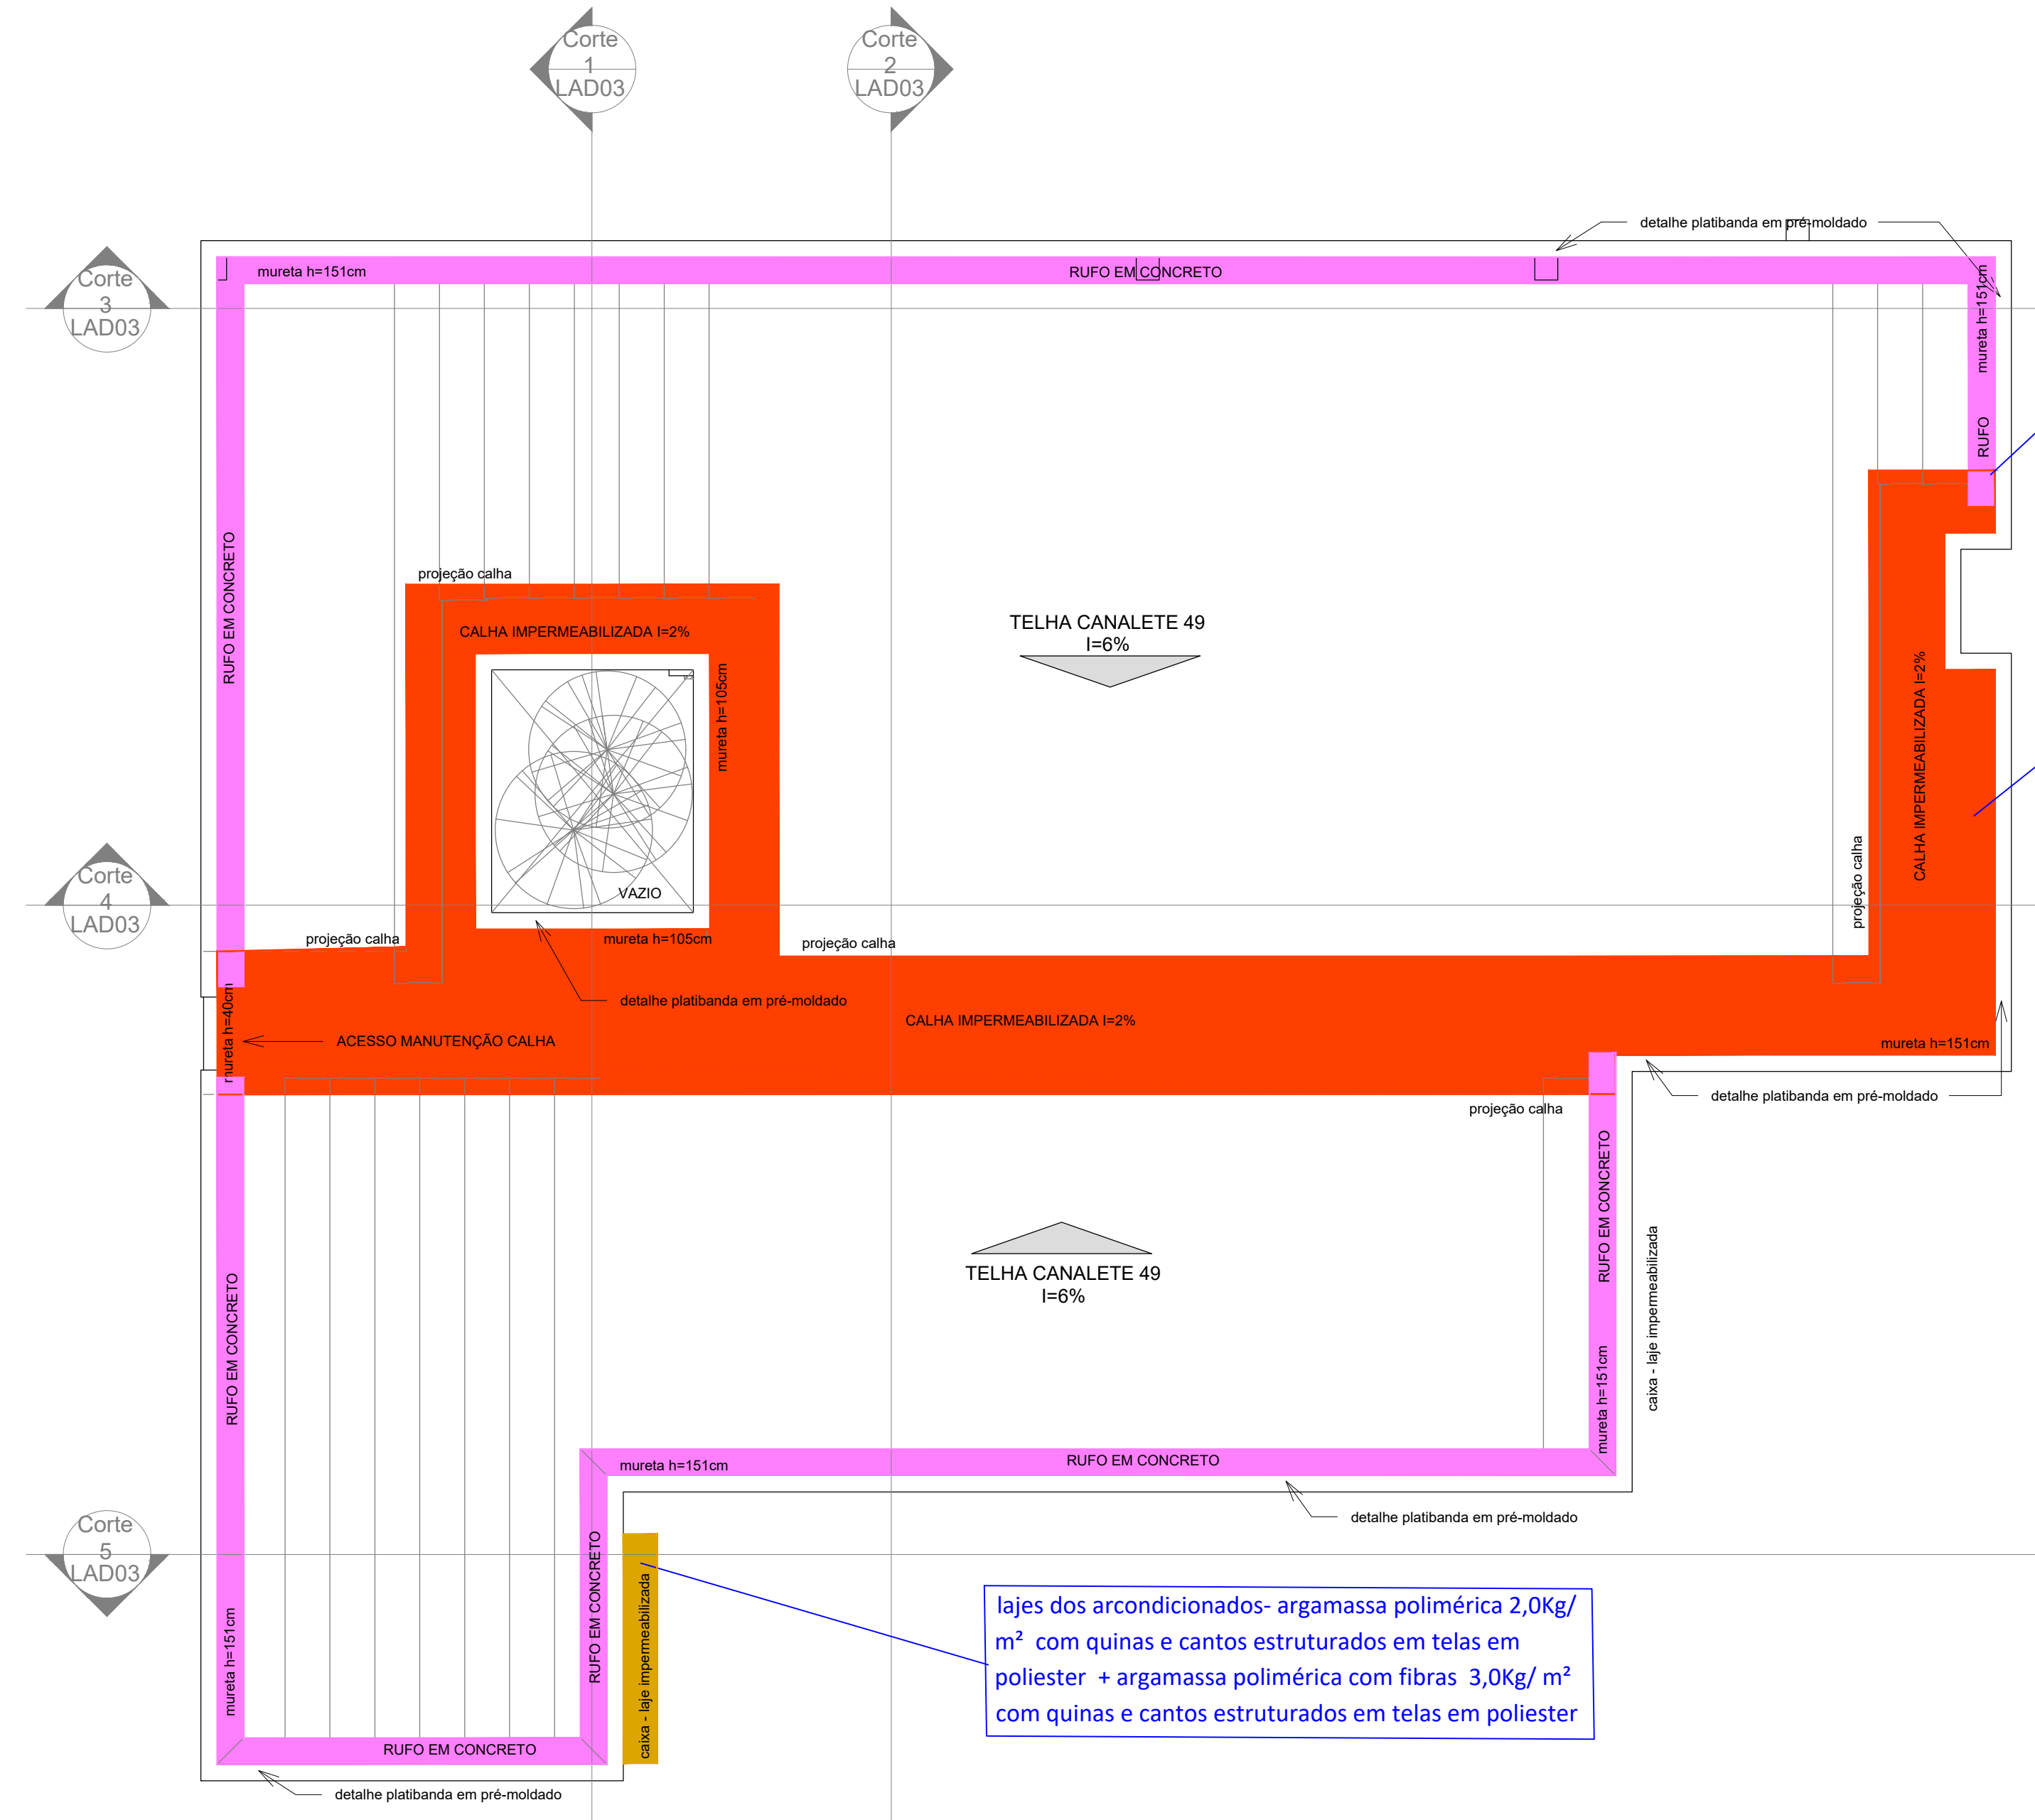 Corte
1
LAD03
Corte
2
LAD03
detalhe platibanda em pré-moldado
Corte
3
LAD03
mureta h=151cm
RUFO EM CONCRETO
mureta h=151cm
RUFO
RUFO EM CONCRETO
projeção calha
CALHA IMPERMEABILIZADA I=2%
mureta h=105cm
TELHA CANALETE 49
I=6%
CALHA IMPERMEABILIZADA I=2%
projeção calha
Corte
4
LAD03
VAZIO
projeção calha
mureta h=105cm
projeção calha
detalhe platibanda em pré-moldado
CALHA IMPERMEABILIZADA I=2%
mureta h=40cm
ACESSO MANUTENÇÃO CALHA
mureta h=151cm
detalhe platibanda em pré-moldado
projeção calha
RUFO EM CONCRETO
caixa - laje impermeabilizada
TELHA CANALETE 49
I=6%
RUFO EM CONCRETO
mureta h=151cm
mureta h=151cm
RUFO EM CONCRETO
detalhe platibanda em pré-moldado
Corte
5
LAD03
RUFO EM CONCRETO
caixa - laje impermeabilizada
mureta h=151cm
lajes dos arcondicionados- argamassa polimérica 2,0Kg/
m² com quinas e cantos estruturados em telas em
poliester + argamassa polimérica com fibras 3,0Kg/ m²
com quinas e cantos estruturados em telas em poliester
RUFO EM CONCRETO
detalhe platibanda em pré-moldado